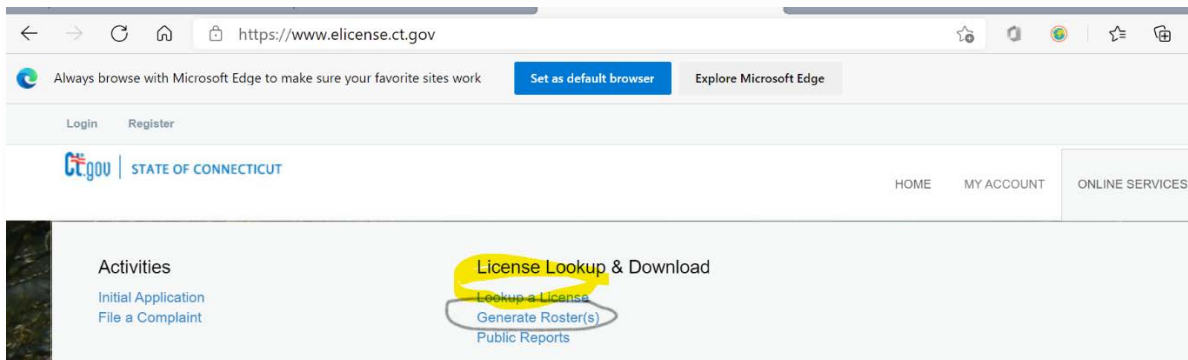 https://www.elicense.ct.gov
Always browse with Microsoft Edge to make sure your favorite sites work Set as default browser Explore Microsoft Edge
Login Register
Ct.gov | STATE OF CONNECTICUT
HOME MY ACCOUNT ONLINE SERVICES
Activities
Initial Application
File a Complaint
License Lookup & Download
Lookup a License
Generate Roster(s)
Public Reports